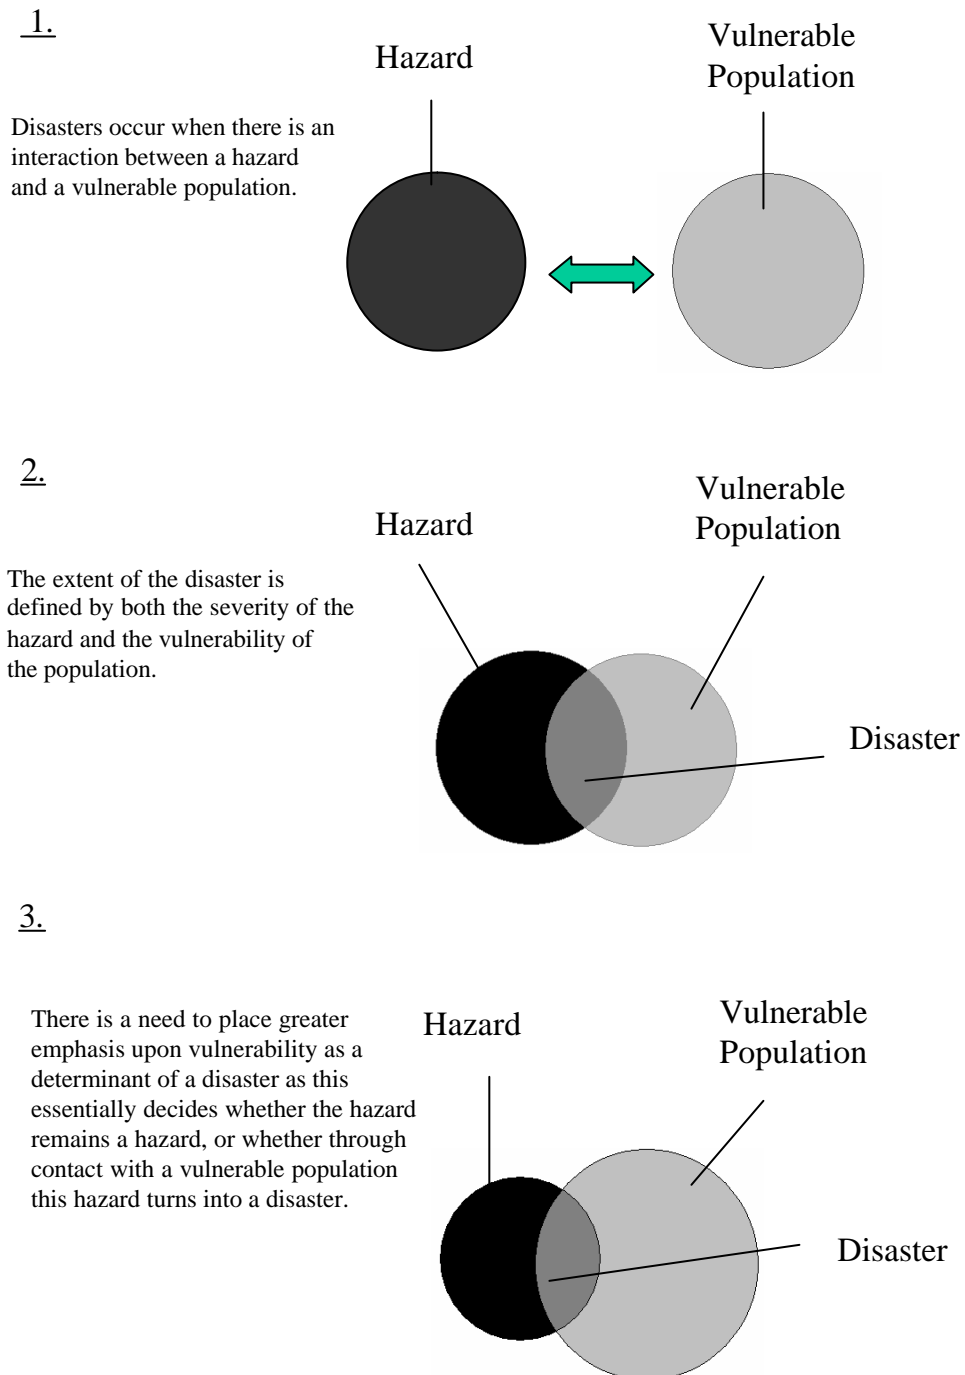 1.
Hazard
Vulnerable
Population
Disasters occur when there is an
interaction between a hazard
and a vulnerable population.
2.
Hazard
Vulnerable
Population
The extent of the disaster is
defined by both the severity of the
hazard and the vulnerability of
the population.
Disaster
3.
There is a need to place greater
emphasis upon vulnerability as a
determinant of a disaster as this
essentially decides whether the hazard
remains a hazard, or whether through
contact with a vulnerable population
this hazard turns into a disaster.
Hazard
Vulnerable
Population
Disaster